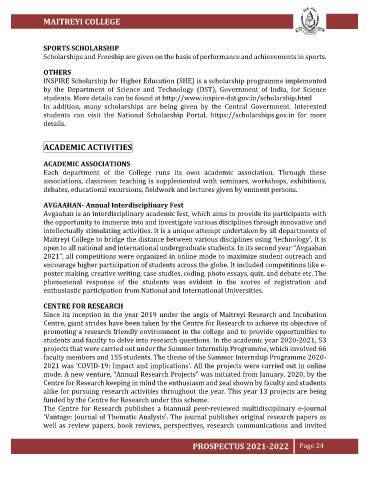 MAITREYI COLLEGE
SPORTS SCHOLARSHIP
Scholarships and Freeship are given on the basis of performance and achievements in sports.
OTHERS
INSPIRE Scholarship for Higher Education (SHE) is a scholarship programme implemented
by the Department of Science and Technology (DST), Government of India, for Science
students. More details can be found at http://www.inspire-dst.gov.in/scholarship.html
In addition, many scholarships are being given by the Central Government. Interested
students can visit the National Scholarship Portal, https://scholarships.gov.in for more
details.
ACADEMIC ACTIVITIES
ACADEMIC ASSOCIATIONS
Each department of the College runs its own academic association. Through these
associations, classroom teaching is supplemented with seminars, workshops, exhibitions,
debates, educational excursions, fieldwork and lectures given by eminent persons.
AVGAAHAN- Annual Interdisciplinary Fest
Avgaahan is an interdisciplinary academic fest, which aims to provide its participants with
the opportunity to immerse into and investigate various disciplines through innovative and
intellectually stimulating activities. It is a unique attempt undertaken by all departments of
Maitreyi College to bridge the distance between various disciplines using 'technology'. It is
open to all national and international undergraduate students. In its second year "Avgaahan
2021", all competitions were organized in online mode to maximize student outreach and
encourage higher participation of students across the globe. It included competitions like e-
poster making, creative writing, case studies, coding, photo essays, quiz, and debate etc. The
phenomenal response of the students was evident in the scores of registration and
enthusiastic participation from National and International Universities.
CENTRE FOR RESEARCH
Since its inception in the year 2019 under the aegis of Maitreyi Research and Incubation
Centre, giant strides have been taken by the Centre for Research to achieve its objective of
promoting a research friendly environment in the college and to provide opportunities to
students and faculty to delve into research questions. In the academic year 2020-2021, 53
projects that were carried out under the Summer Internship Programme, which involved 66
faculty members and 155 students. The theme of the Summer Internship Programme 2020-
2021 was 'COVID-19: Impact and implications'. All the projects were carried out in online
mode. A new venture, "Annual Research Projects" was initiated from January, 2020, by the
Centre for Research keeping in mind the enthusiasm and zeal shown by faculty and students
alike for pursuing research activities throughout the year. This year 13 projects are being
funded by the Centre for Research under this scheme.
The Centre for Research publishes a biannual peer-reviewed multidisciplinary e-journal
'Vantage: Journal of Thematic Analysis'. The journal publishes original research papers as
well as review papers, book reviews, perspectives, research communications and invited
PROSPECTUS 2021-2022 Page 24